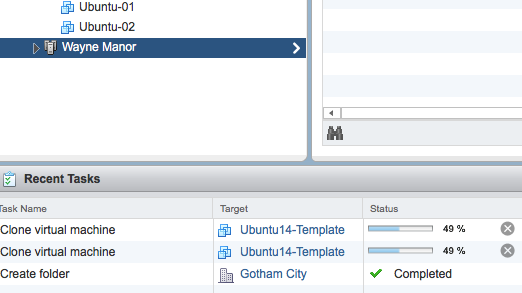 Ubuntu-01
Ubuntu-02
Wayne Manor
Recent Tasks
Task Name Target Status
Clone virtual machine Ubuntu14-Template 49 %
Clone virtual machine Ubuntu14-Template 49 %
Create folder Gotham City Completed